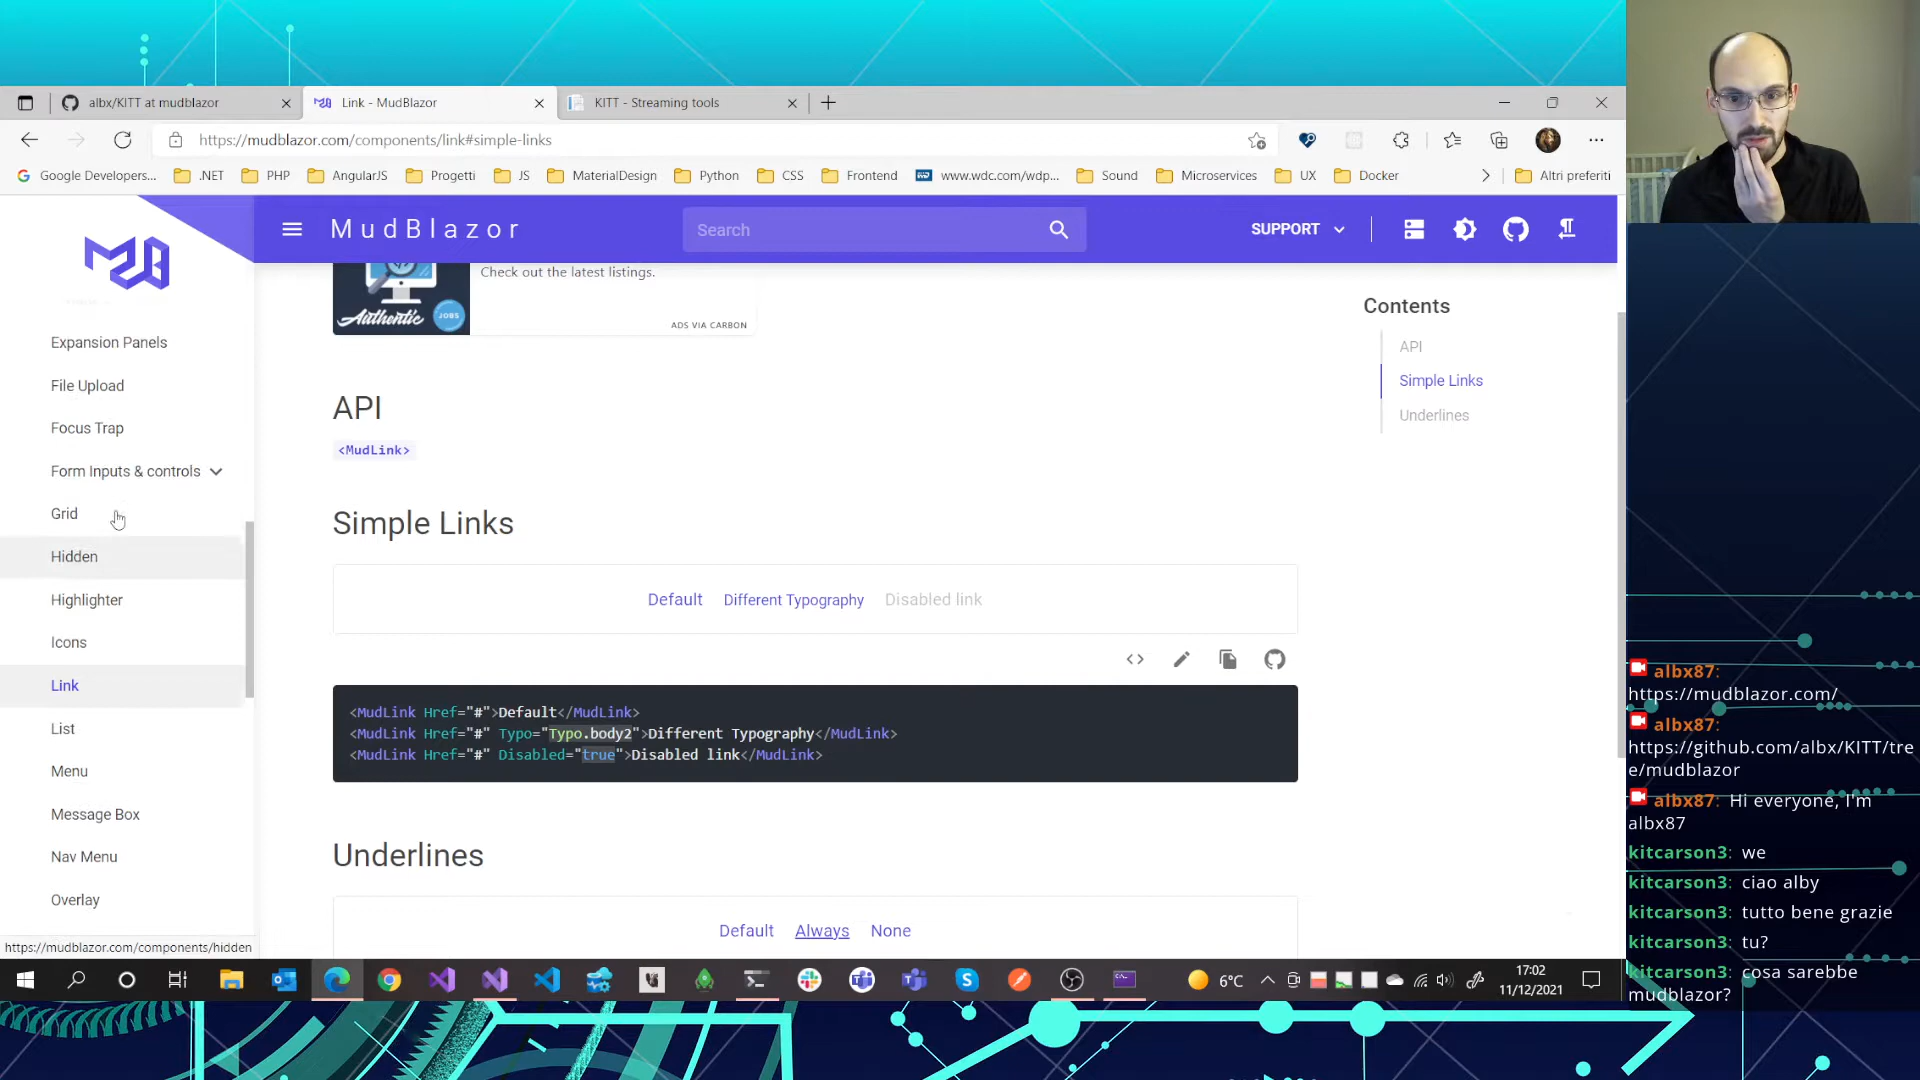 albx/KITT at mudblazor
Link - MudBlazor
KITT - Streaming tools
https://mudblazor.com/components/link#simple-links
Google Developers...
.NET
PHP
AngularJS
Progetti
JS
MaterialDesign
Python
CSS
Frontend
www.wdc.com/wdp...
Sound
Microservices
UX
Docker
Altri preferiti
MudBlazor
Search
SUPPORT
Expansion Panels
File Upload
Focus Trap
Form Inputs & controls
Grid
Hidden
Highlighter
Icons
Link
List
Menu
Message Box
Nav Menu
Overlay
https://mudblazor.com/components/hidden
Authentic
JOBS
Check out the latest listings.
ADS VIA CARBON
API
<MudLink>
Simple Links
Default Different Typography Disabled link
<MudLink Href="#">Default</MudLink>
<MudLink Href="#" Typo="Typo.body2">Different Typography</MudLink>
<MudLink Href="#" Disabled="true">Disabled link</MudLink>
Underlines
Default Always None
Contents
API
Simple Links
Underlines
albx87:
https://mudblazor.com/
albx87:
https://github.com/albx/KITT/tre
e/mudblazor
albx87: Hi everyone, I'm
albx87
kitcarson3: we
kitcarson3: ciao alby
kitcarson3: tutto bene grazie
kitcarson3: tu?
kitcarson3: cosa sarebbe
mudblazor?
6°C
17:02
11/12/2021